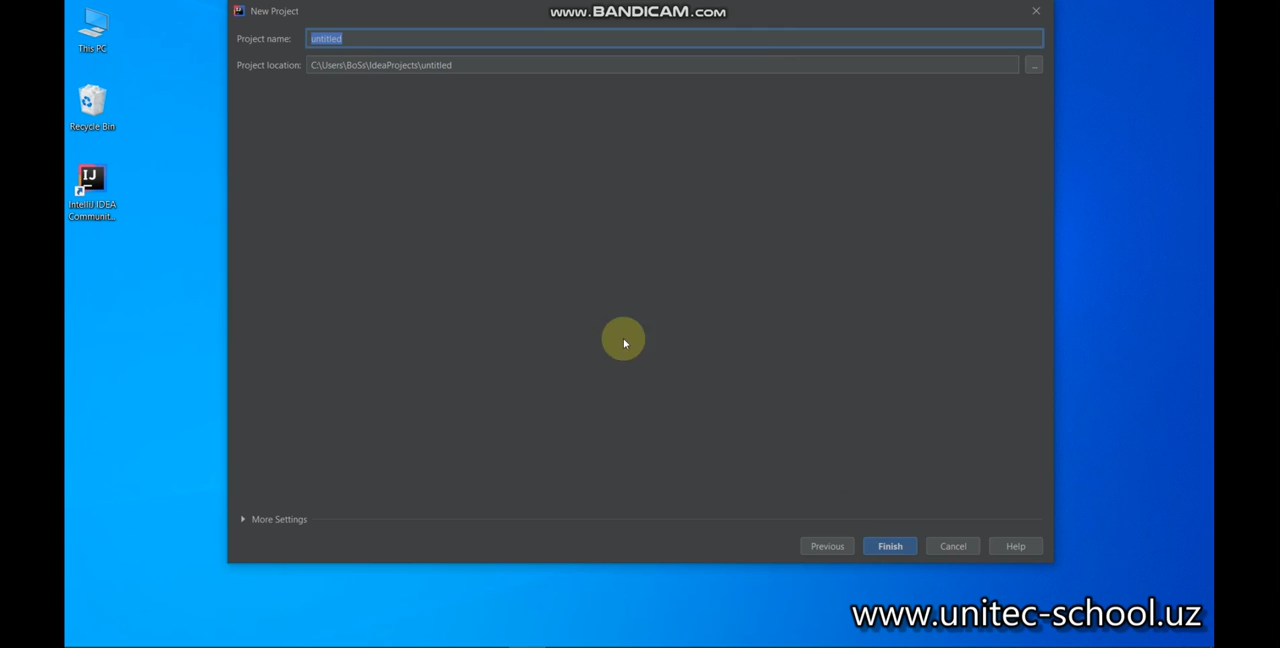 www.BANDICAM.com
New Project
Project name: untitled
Project location: C:\Users\BoSs\IdeaProjects\untitled ...
This PC
Recycle Bin
IJ
IntelliJ IDEA
Communit...
More Settings
Previous Finish Cancel Help
www.unitec-school.uz